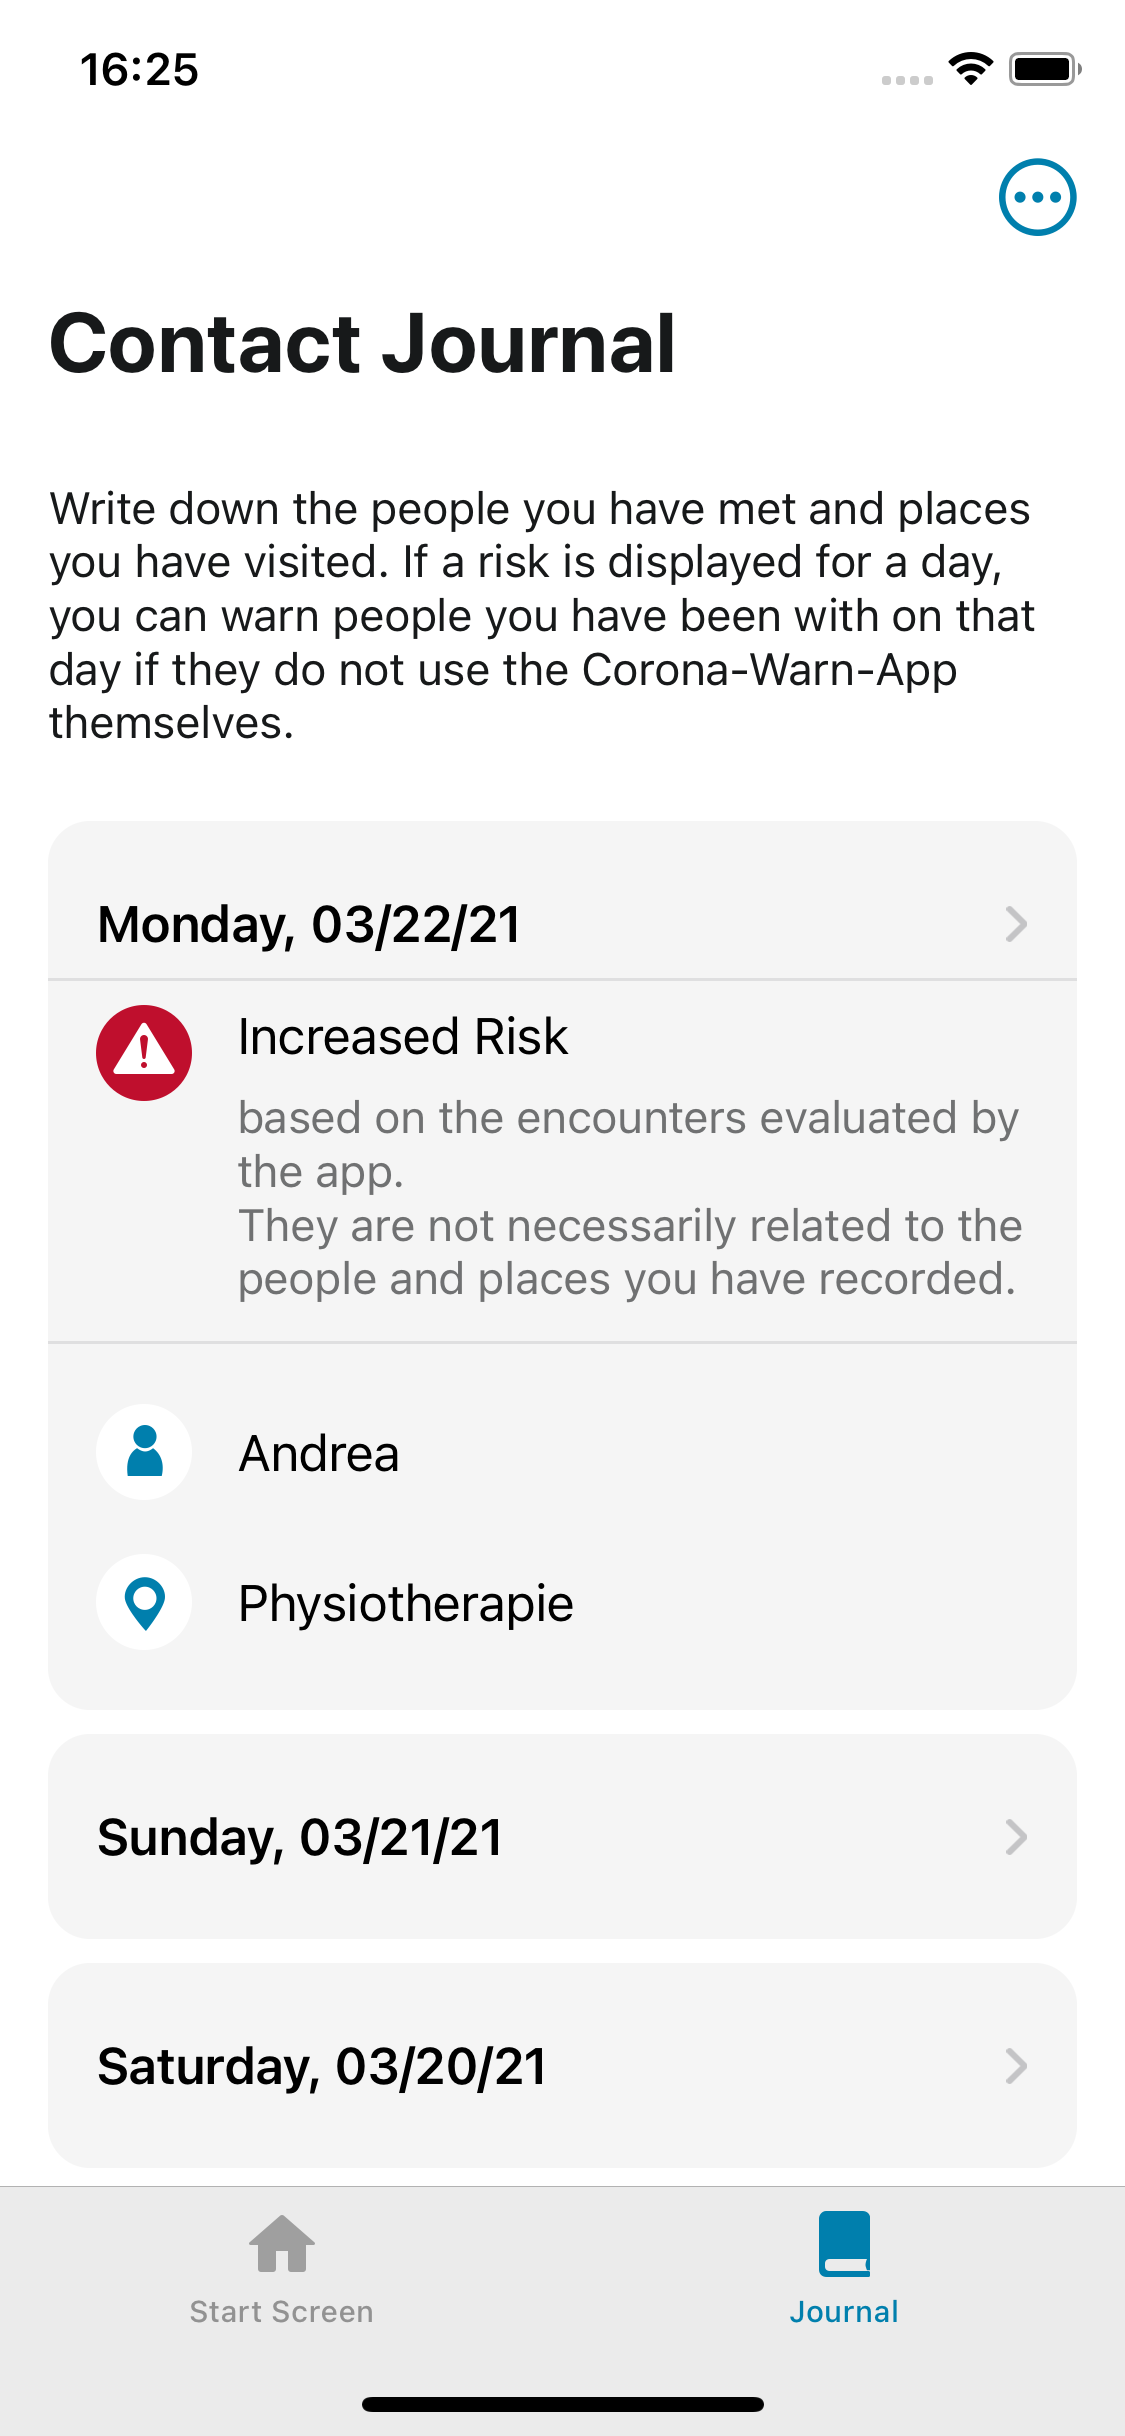 16:25
Contact Journal
Write down the people you have met and places
you have visited. If a risk is displayed for a day,
you can warn people you have been with on that
day if they do not use the Corona-Warn-App
themselves.
Monday, 03/22/21
Increased Risk
based on the encounters evaluated by
the app.
They are not necessarily related to the
people and places you have recorded.
Andrea
Physiotherapie
Sunday, 03/21/21
Saturday, 03/20/21
Start Screen
Journal